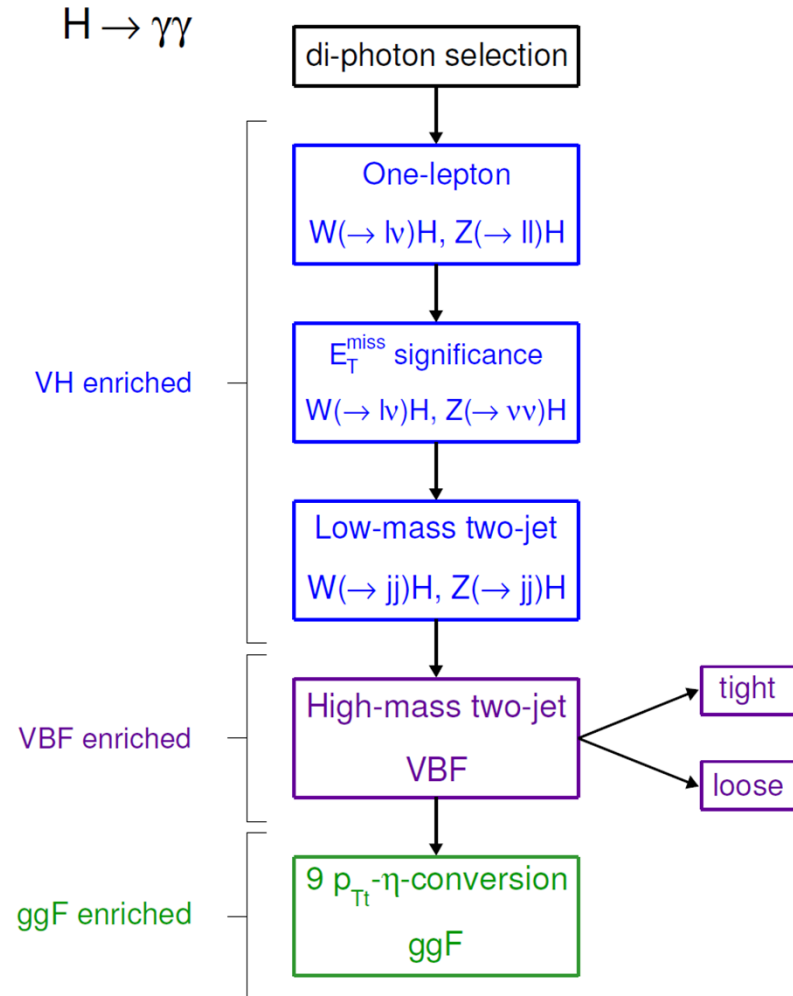 H → γγ
di-photon selection
One-lepton
W(→ lν)H, Z(→ ll)H
E_T^miss significance
W(→ lν)H, Z(→ νν)H
VH enriched
Low-mass two-jet
W(→ jj)H, Z(→ jj)H
High-mass two-jet
VBF
VBF enriched
tight
loose
9 p_Tt-η-conversion
ggF
ggF enriched